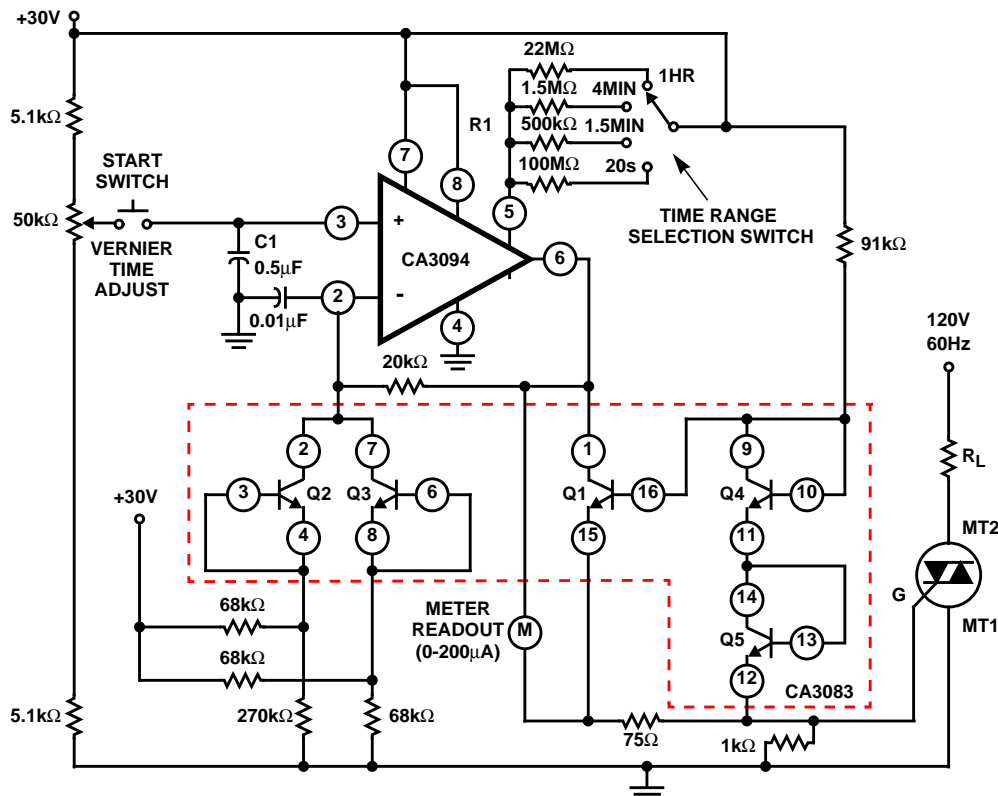 +30V
5.1kΩ
START
SWITCH
50kΩ
VERNIER
TIME
ADJUST
C1
0.5μF
0.01μF
3
+
2
-
7
8
CA3094
4
5
6
R1
22MΩ
1.5MΩ
500kΩ
100MΩ
1HR
4MIN
1.5MIN
20s
TIME RANGE
SELECTION SWITCH
91kΩ
120V
60Hz
RL
MT2
G
MT1
20kΩ
+30V
2
3
Q2
4
7
Q3
6
8
1
Q1
16
15
9
Q4
10
11
14
Q5
13
12
CA3083
68kΩ
68kΩ
270kΩ
68kΩ
METER
READOUT
(0-200μA)
M
75Ω
1kΩ
5.1kΩ